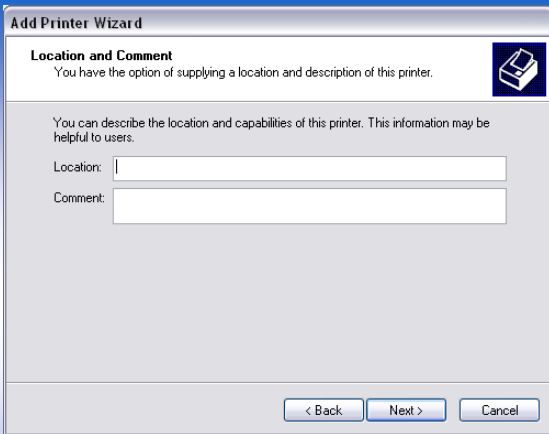 Add Printer Wizard
Location and Comment
You have the option of supplying a location and description of this printer.
You can describe the location and capabilities of this printer. This information may be
helpful to users.
Location:
Comment:
< Back
Next >
Cancel